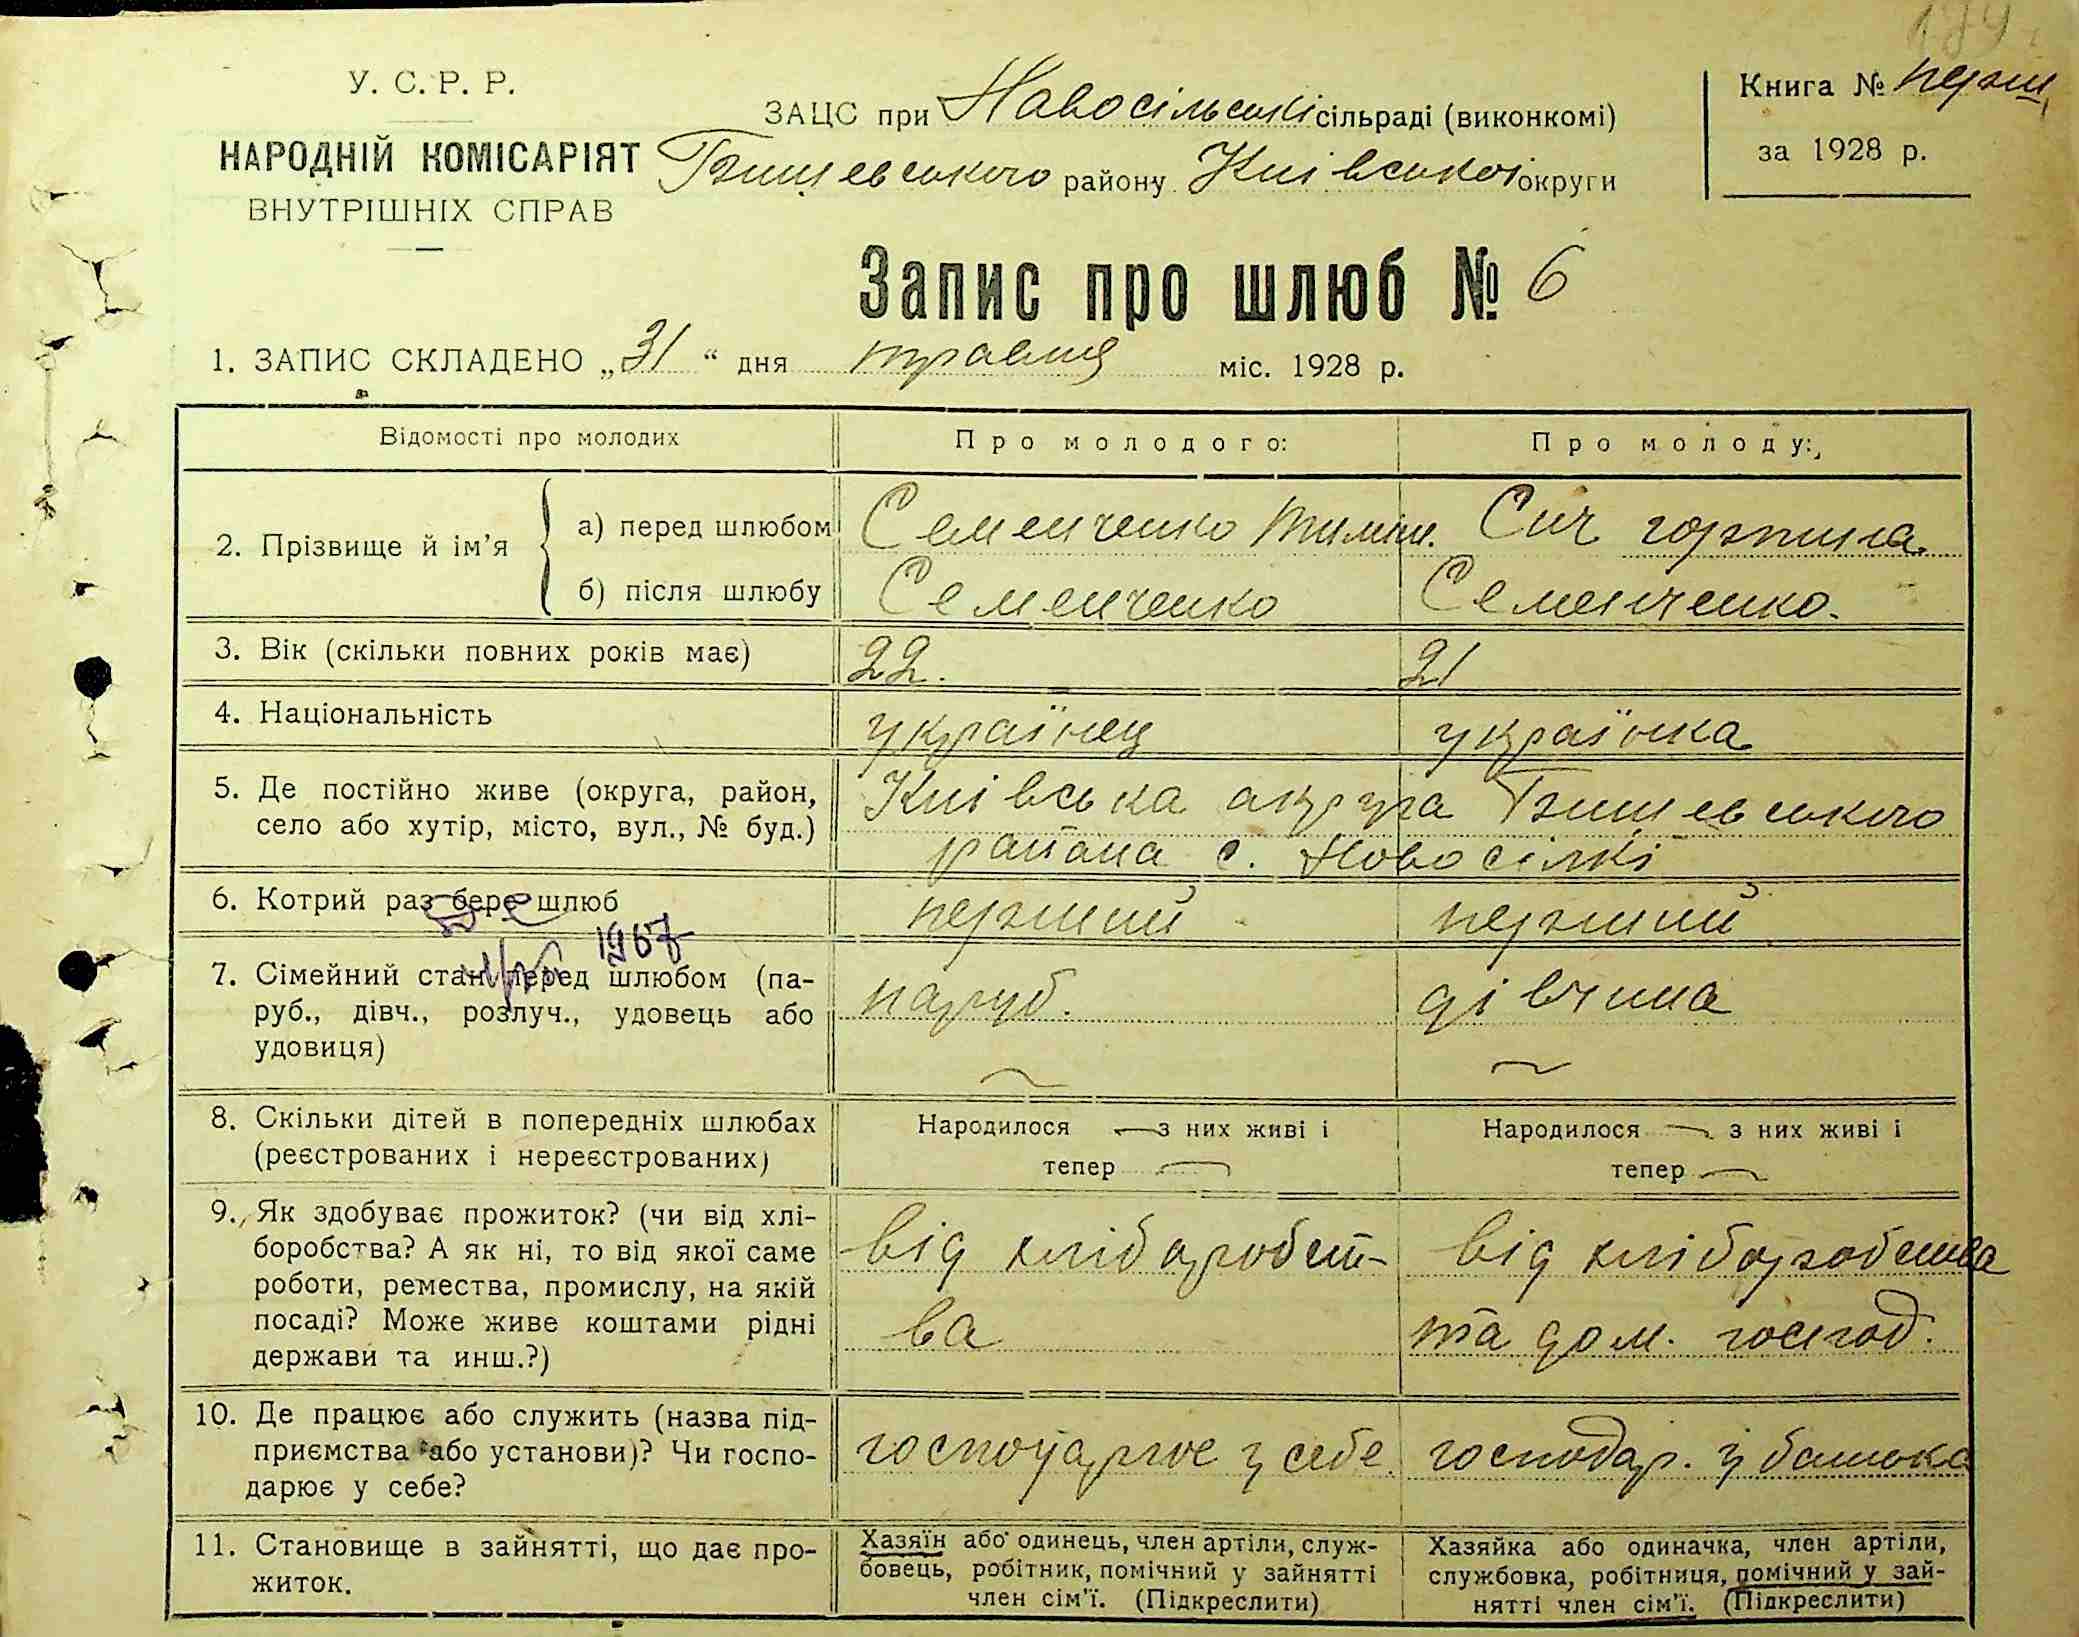 У. С. Р. Р.
НАРОДНІЙ КОМІСАРІЯТ
ВНУТРІШНІХ СПРАВ
ЗАЦС при Новосільські сільраді (виконкомі)
району Київської округи
Книга № перш.
за 1928 р.
Запис про шлюб № 6
1. ЗАПИС СКЛАДЕНО „31“ дня травня міс. 1928 р.
Відомості про молодих
Про молодого:
Про молоду:
2. Прізвище й ім'я
а) перед шлюбом
Семенченко Тиміш.
Сич горпина.
б) після шлюбу
Семенченко
Семенченко.
3. Вік (скільки повних років має)
22.
21
4. Національність
українец
українка
5. Де постійно живе (округа, район,
село або хутір, місто, вул., № буд.)
Київська округа
района с. Новосілкі
6. Котрий раз бере шлюб
перший
перший
1967
7. Сімейний стан перед шлюбом (па-
руб., дівч., розлуч., удовець або
удовиця)
паруб.
дівчина
8. Скільки дітей в попередніх шлюбах
(реєстрованих і нереєстрованих)
Народилося — з них живі і
тепер —
Народилося — з них живі і
тепер —
9. Як здобуває прожиток? (чи від хлі-
боробства? А як ні, то від якої саме
роботи, ремества, промислу, на якій
посаді? Може живе коштами рідні
держави та инш.?)
від хліборобст-
ва
від хліборобства
та дом. господ.
10. Де працює або служить (назва під-
приємства або установи)? Чи госпо-
дарює у себе?
господарює у себе.
господар. у батька
11. Становище в зайнятті, що дає про-
житок.
Хазяїн або одинець, член артіли, служ-
бовець, робітник, помічний у зайнятті
член сім'ї. (Підкреслити)
Хазяйка або одиначка, член артіли,
службовка, робітниця, помічний у зай-
нятті член сім'ї. (Підкреслити)